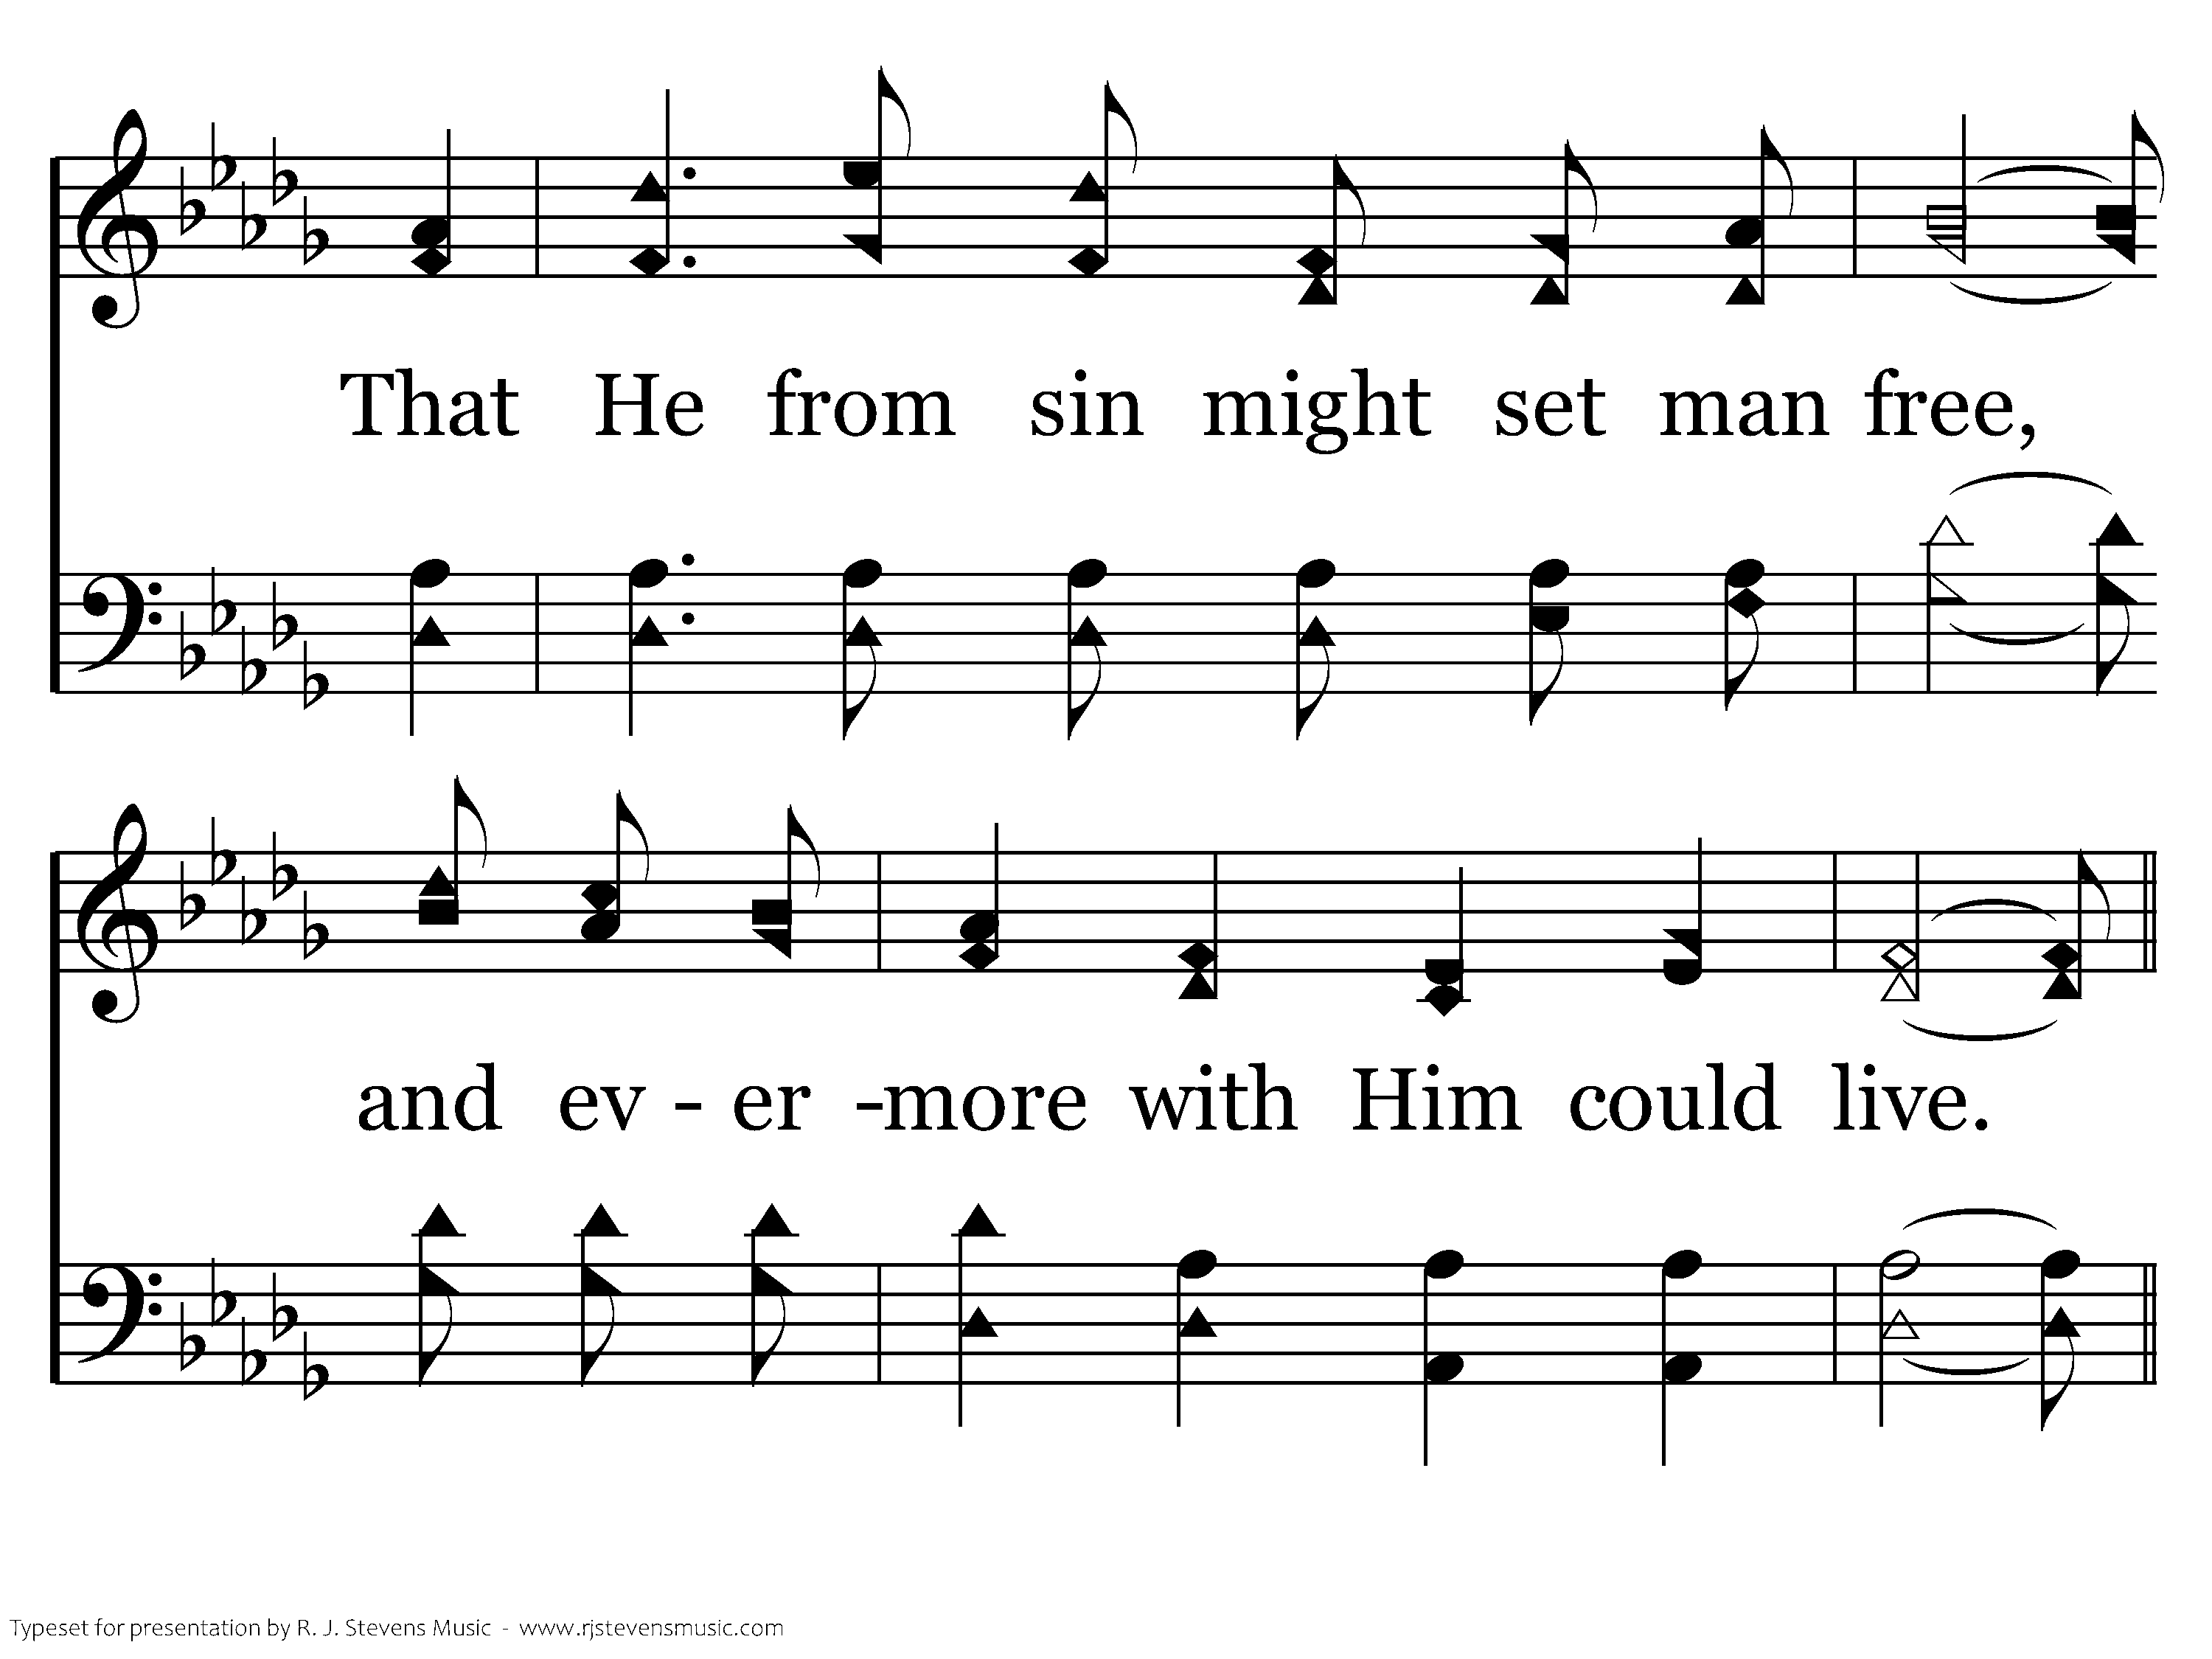 That He from sin might set man free,
and ev - er -more with Him could live.
Typeset for presentation by R. J. Stevens Music - www.rjstevensmusic.com